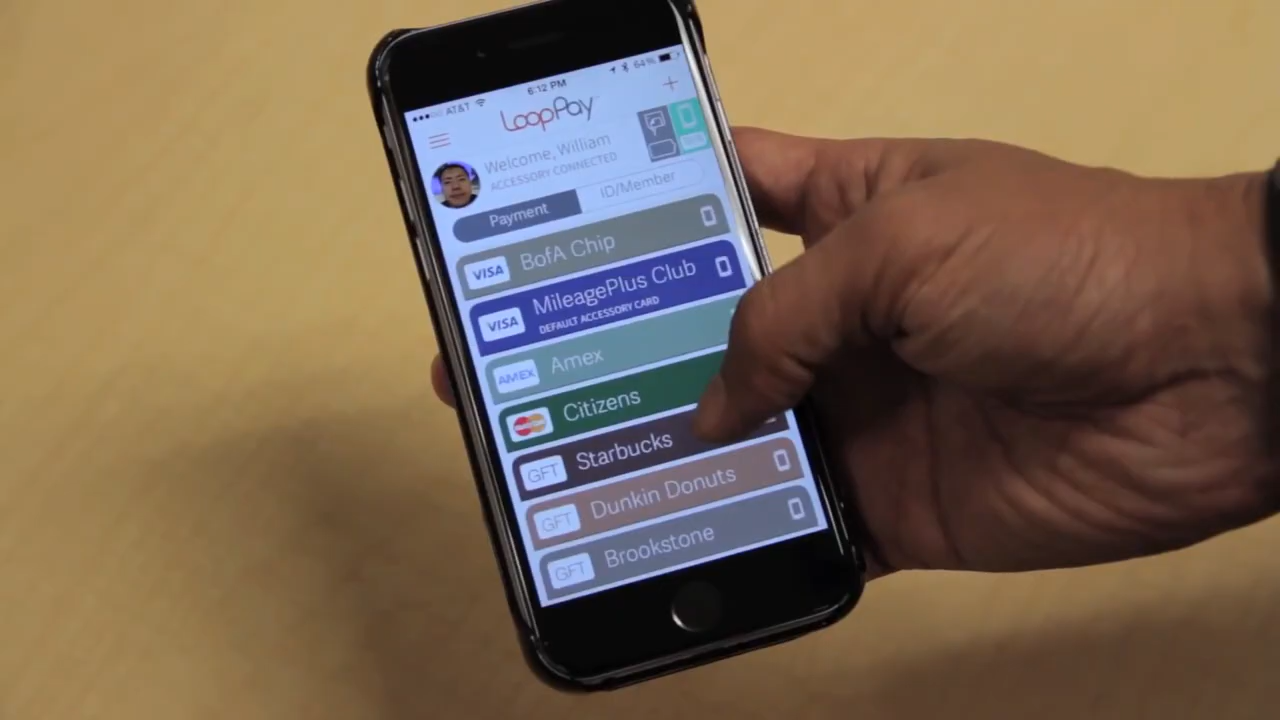 AT&T 6:12 PM 64%
LoopPay
Welcome, William
ACCESSORY CONNECTED
Payment ID/Member
VISA BofA Chip
VISA MileagePlus Club
DEFAULT ACCESSORY CARD
AMEX Amex
Citizens
GFT Starbucks
GFT Dunkin Donuts
GFT Brookstone